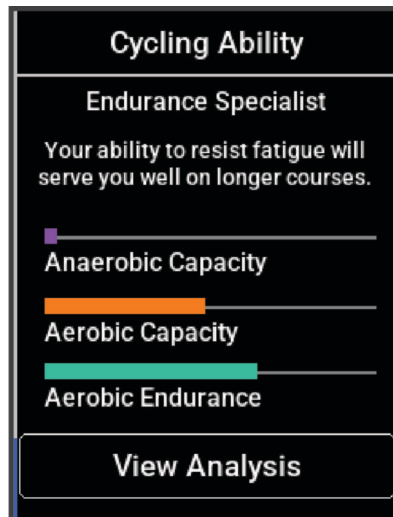 Cycling Ability
Endurance Specialist
Your ability to resist fatigue will
serve you well on longer courses.
Anaerobic Capacity
Aerobic Capacity
Aerobic Endurance
View Analysis